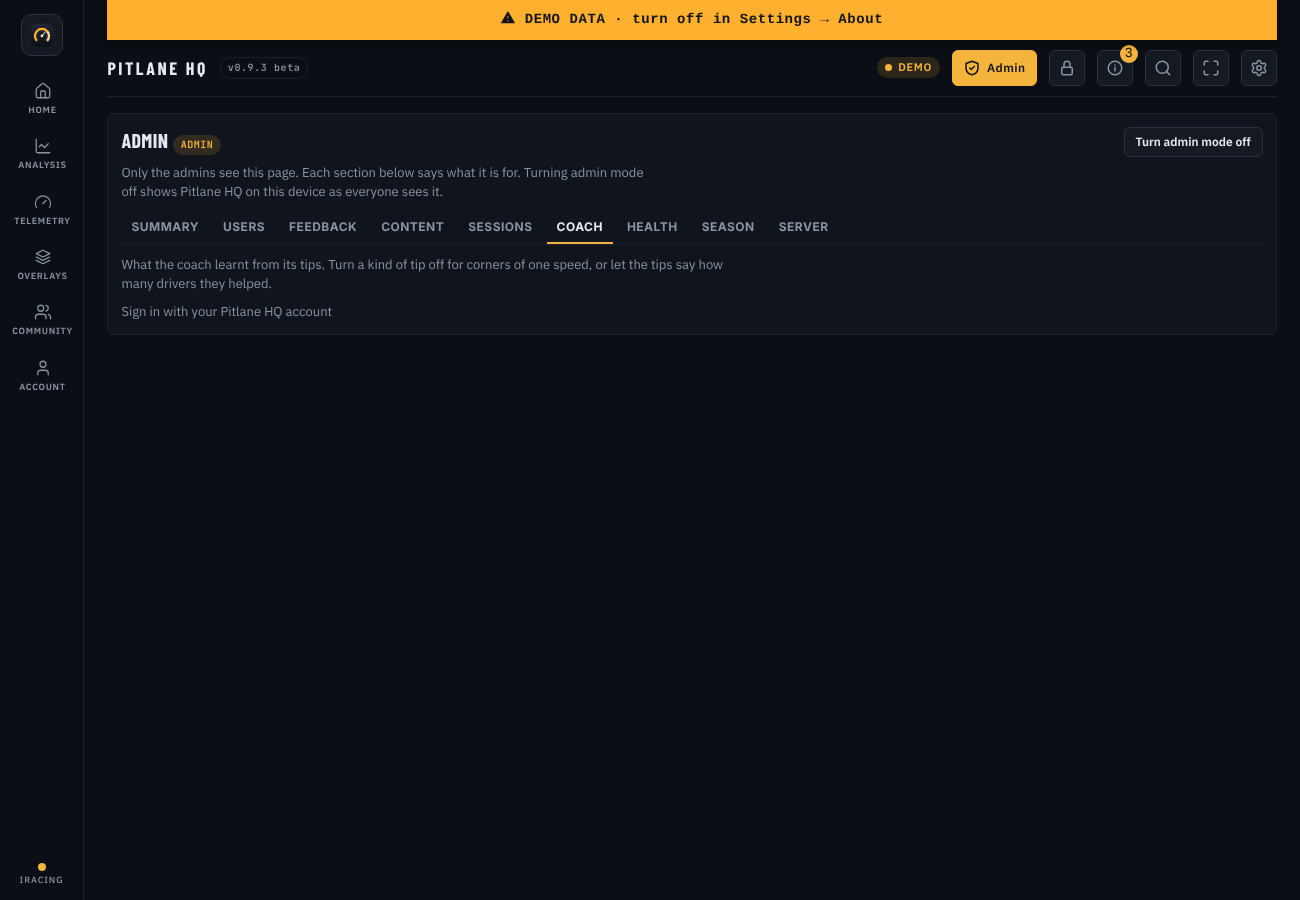 ⚠ DEMO DATA · turn off in Settings → About
PITLANE HQ v0.9.3 beta
DEMO
Admin
3
HOME
ANALYSIS
TELEMETRY
OVERLAYS
COMMUNITY
ACCOUNT
IRACING
ADMIN ADMIN
Turn admin mode off
Only the admins see this page. Each section below says what it is for. Turning admin mode
off shows Pitlane HQ on this device as everyone sees it.
SUMMARY USERS FEEDBACK CONTENT SESSIONS COACH HEALTH SEASON SERVER
What the coach learnt from its tips. Turn a kind of tip off for corners of one speed, or let the tips say how
many drivers they helped.
Sign in with your Pitlane HQ account